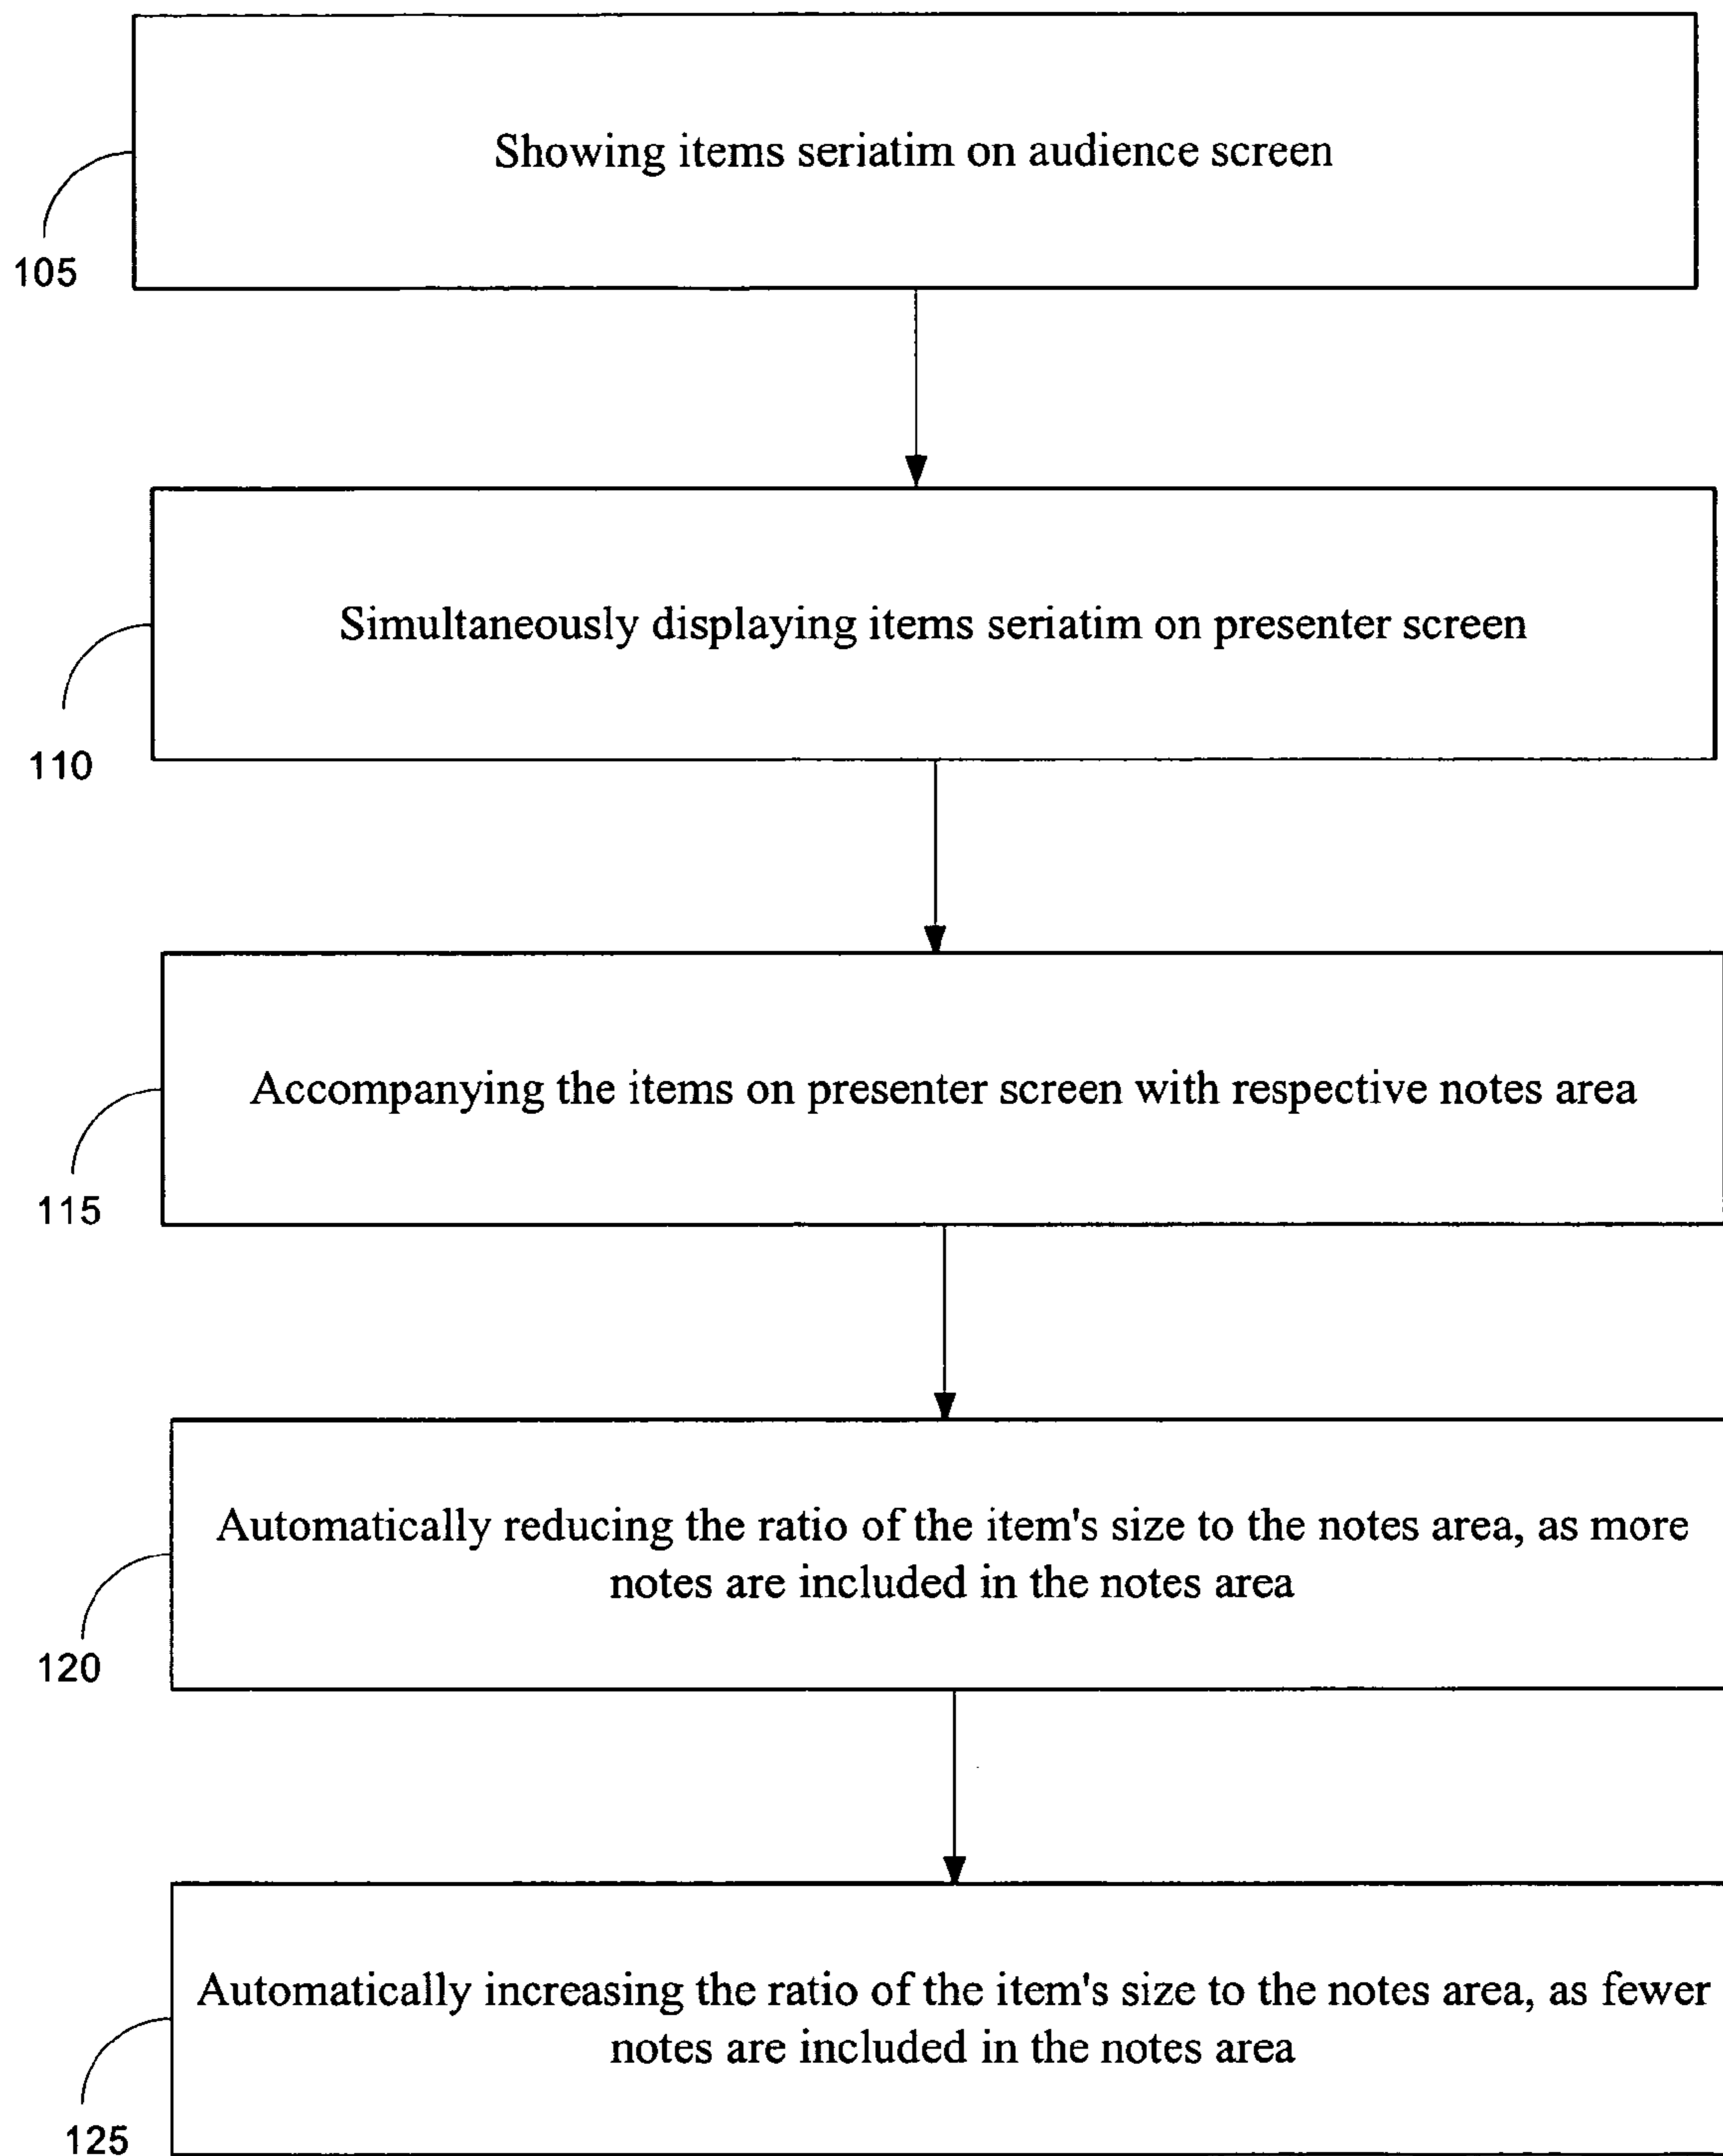 Showing items seriatim on audience screen
105
Simultaneously displaying items seriatim on presenter screen
110
Accompanying the items on presenter screen with respective notes area
115
Automatically reducing the ratio of the item's size to the notes area, as more
notes are included in the notes area
120
Automatically increasing the ratio of the item's size to the notes area, as fewer
notes are included in the notes area
125